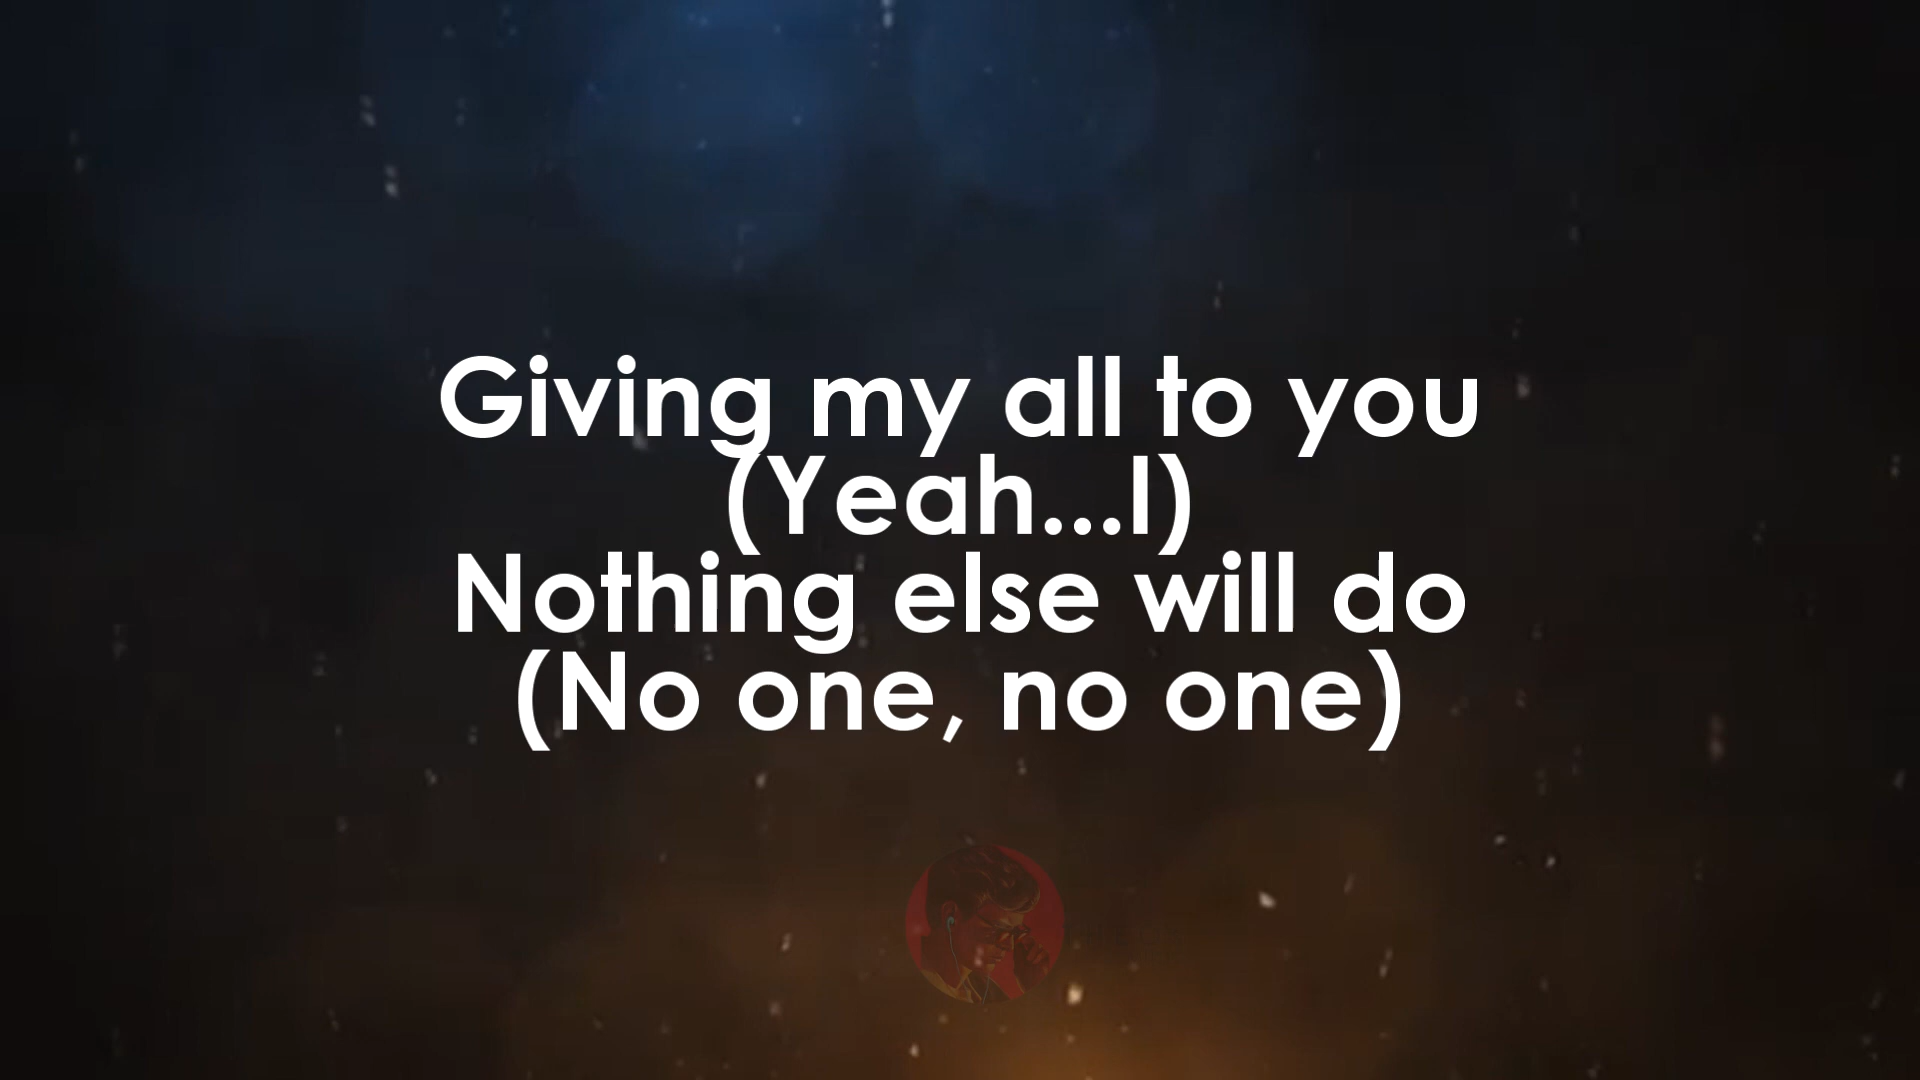 Giving my all to you
(Yeah...I)
Nothing else will do
(No one, no one)